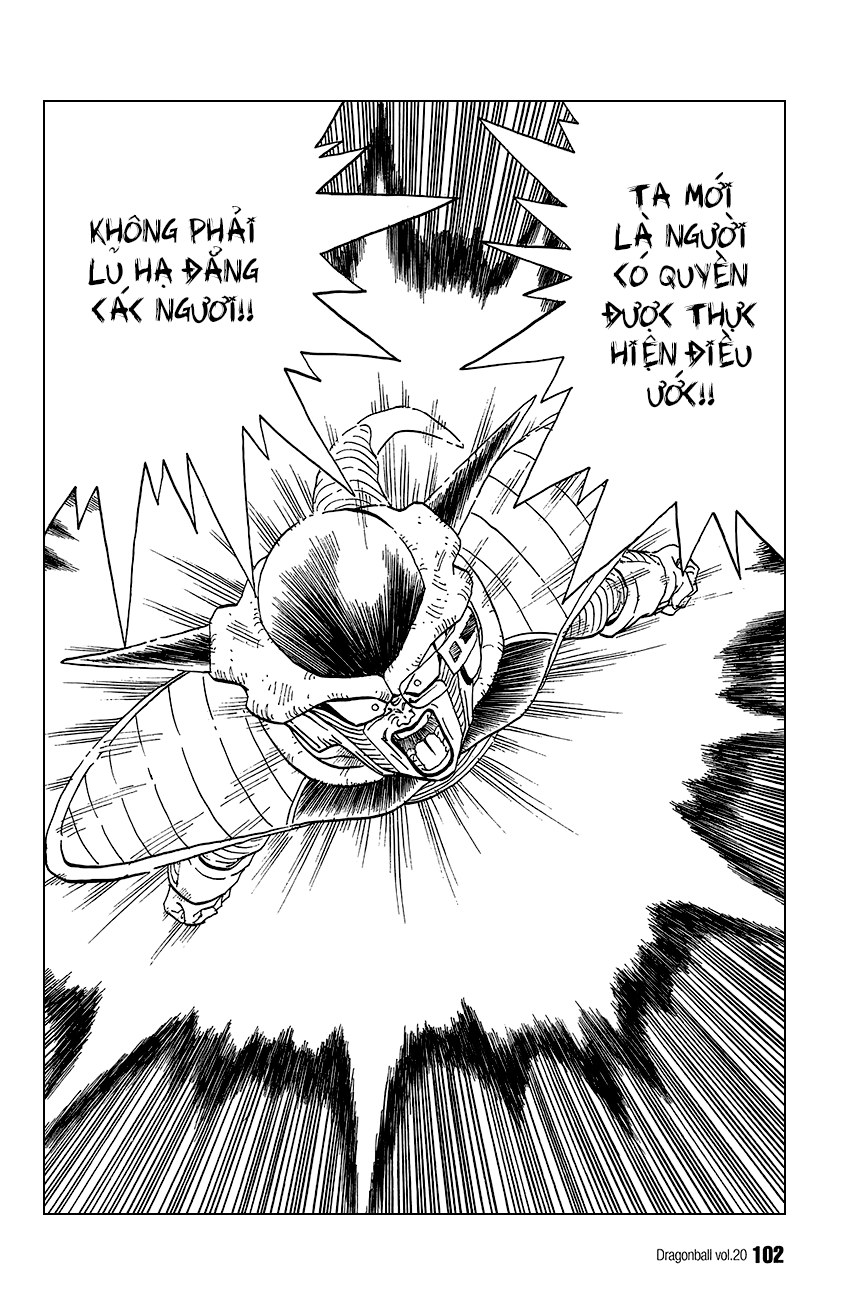 TA MỚI
LÀ NGƯỜI
CÓ QUYỀN
ĐƯỢC THỰC
HIỆN ĐIỀU
ƯỚC!!
KHÔNG PHẢI
LŨ HẠ ĐẲNG
CÁC NGƯƠI!!
Dragonball vol.20 102